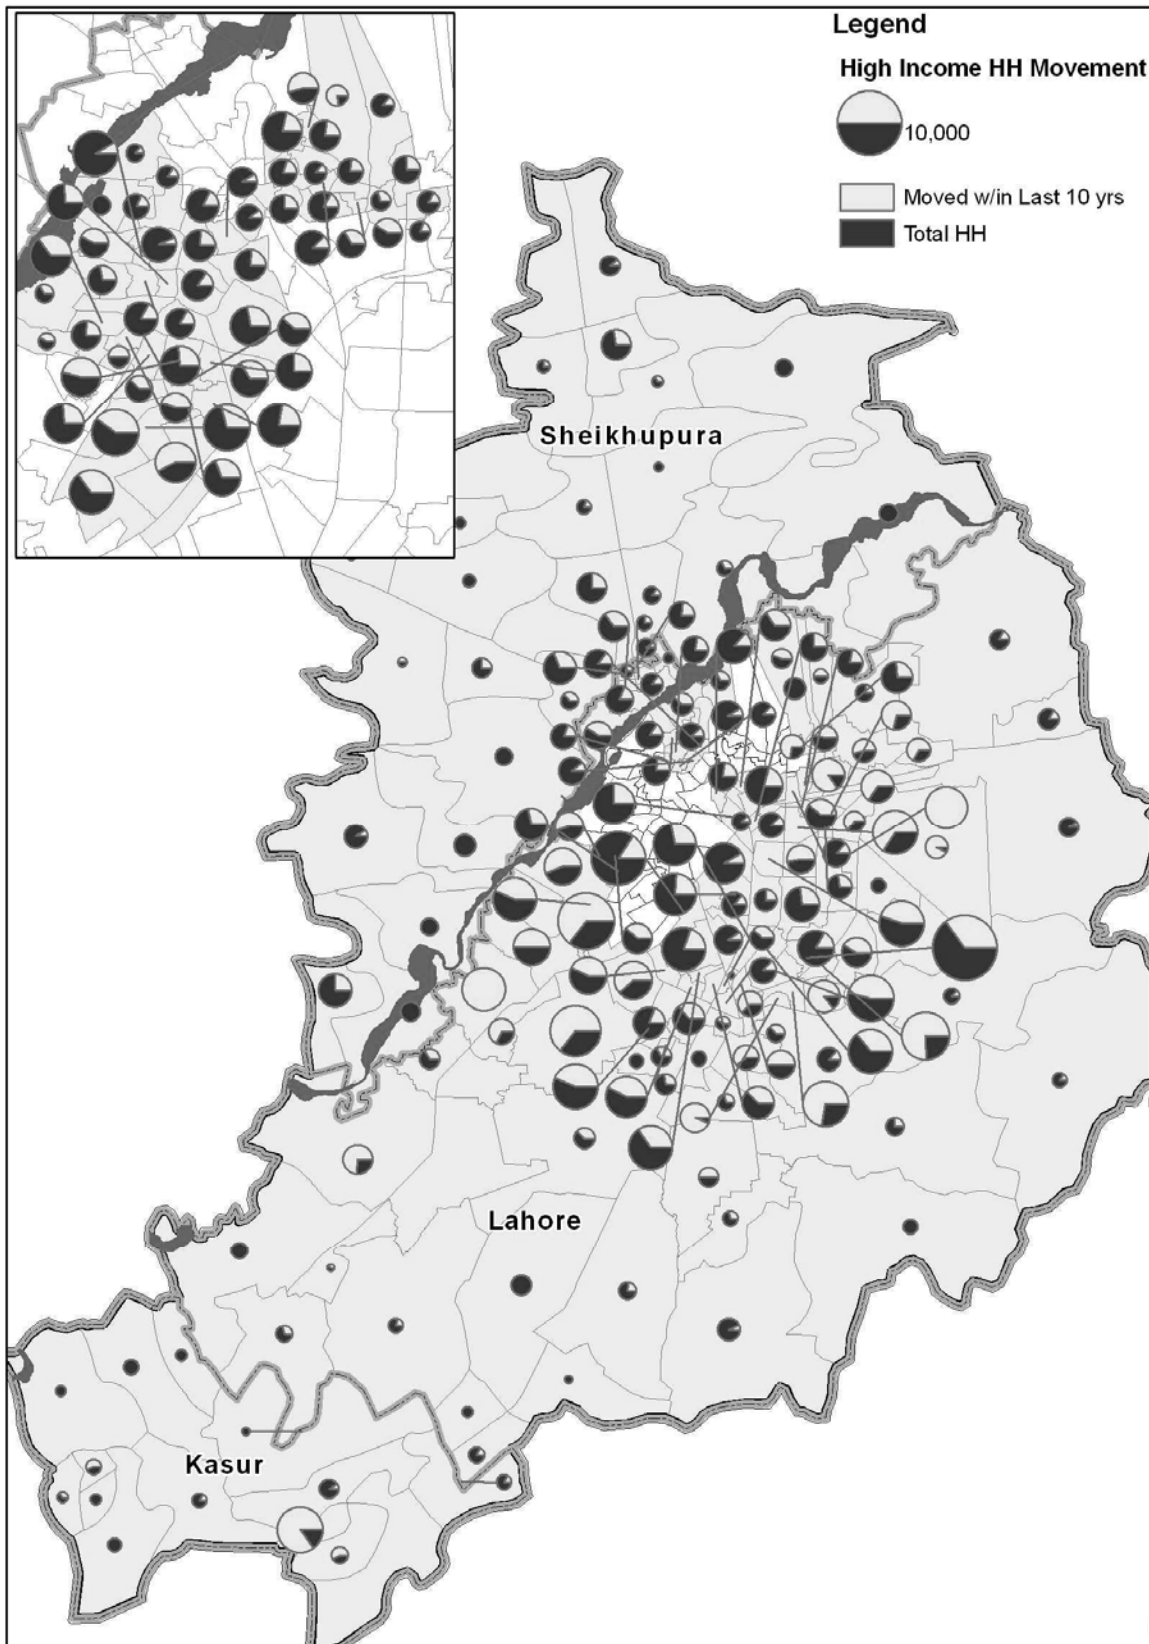 Legend
High Income HH Movement
10,000
Moved w/in Last 10 yrs
Total HH
Sheikhupura
Lahore
Kasur